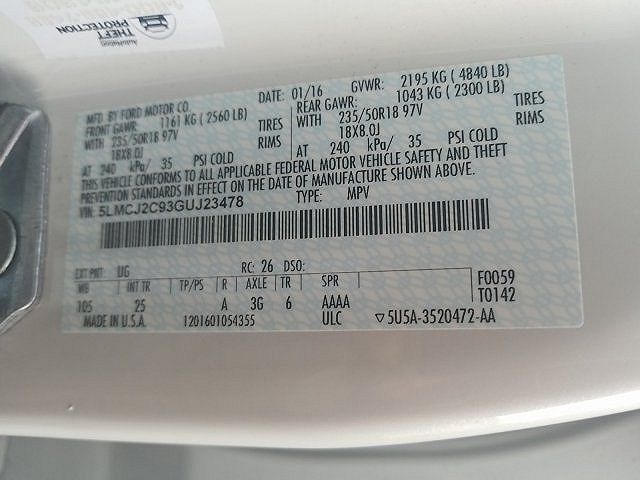 THEFT
PROTECTION
MFD. BY FORD MOTOR CO.
DATE: 01/16 GVWR: 2195 KG ( 4840 LB)
FRONT GAWR: 1161 KG ( 2560 LB)
REAR GAWR: 1043 KG ( 2300 LB)
WITH 235/50R18 97V TIRES
WITH 235/50R18 97V TIRES
18X8.0J RIMS
18X8.0J RIMS
AT 240 kPa/ 35 PSI COLD
AT 240 kPa/ 35 PSI COLD
THIS VEHICLE CONFORMS TO ALL APPLICABLE FEDERAL MOTOR VEHICLE SAFETY AND THEFT
PREVENTION STANDARDS IN EFFECT ON THE DATE OF MANUFACTURE SHOWN ABOVE.
VIN: 5LMCJ2C93GUJ23478
TYPE: MPV
EXT PNT: UG RC: 26 DSO:
WB INT TR TP/PS R AXLE TR SPR F0059
105 25 A 3G 6 AAAA T0142
MADE IN U.S.A. 1201601054355 ULC ▽5U5A-3520472-AA